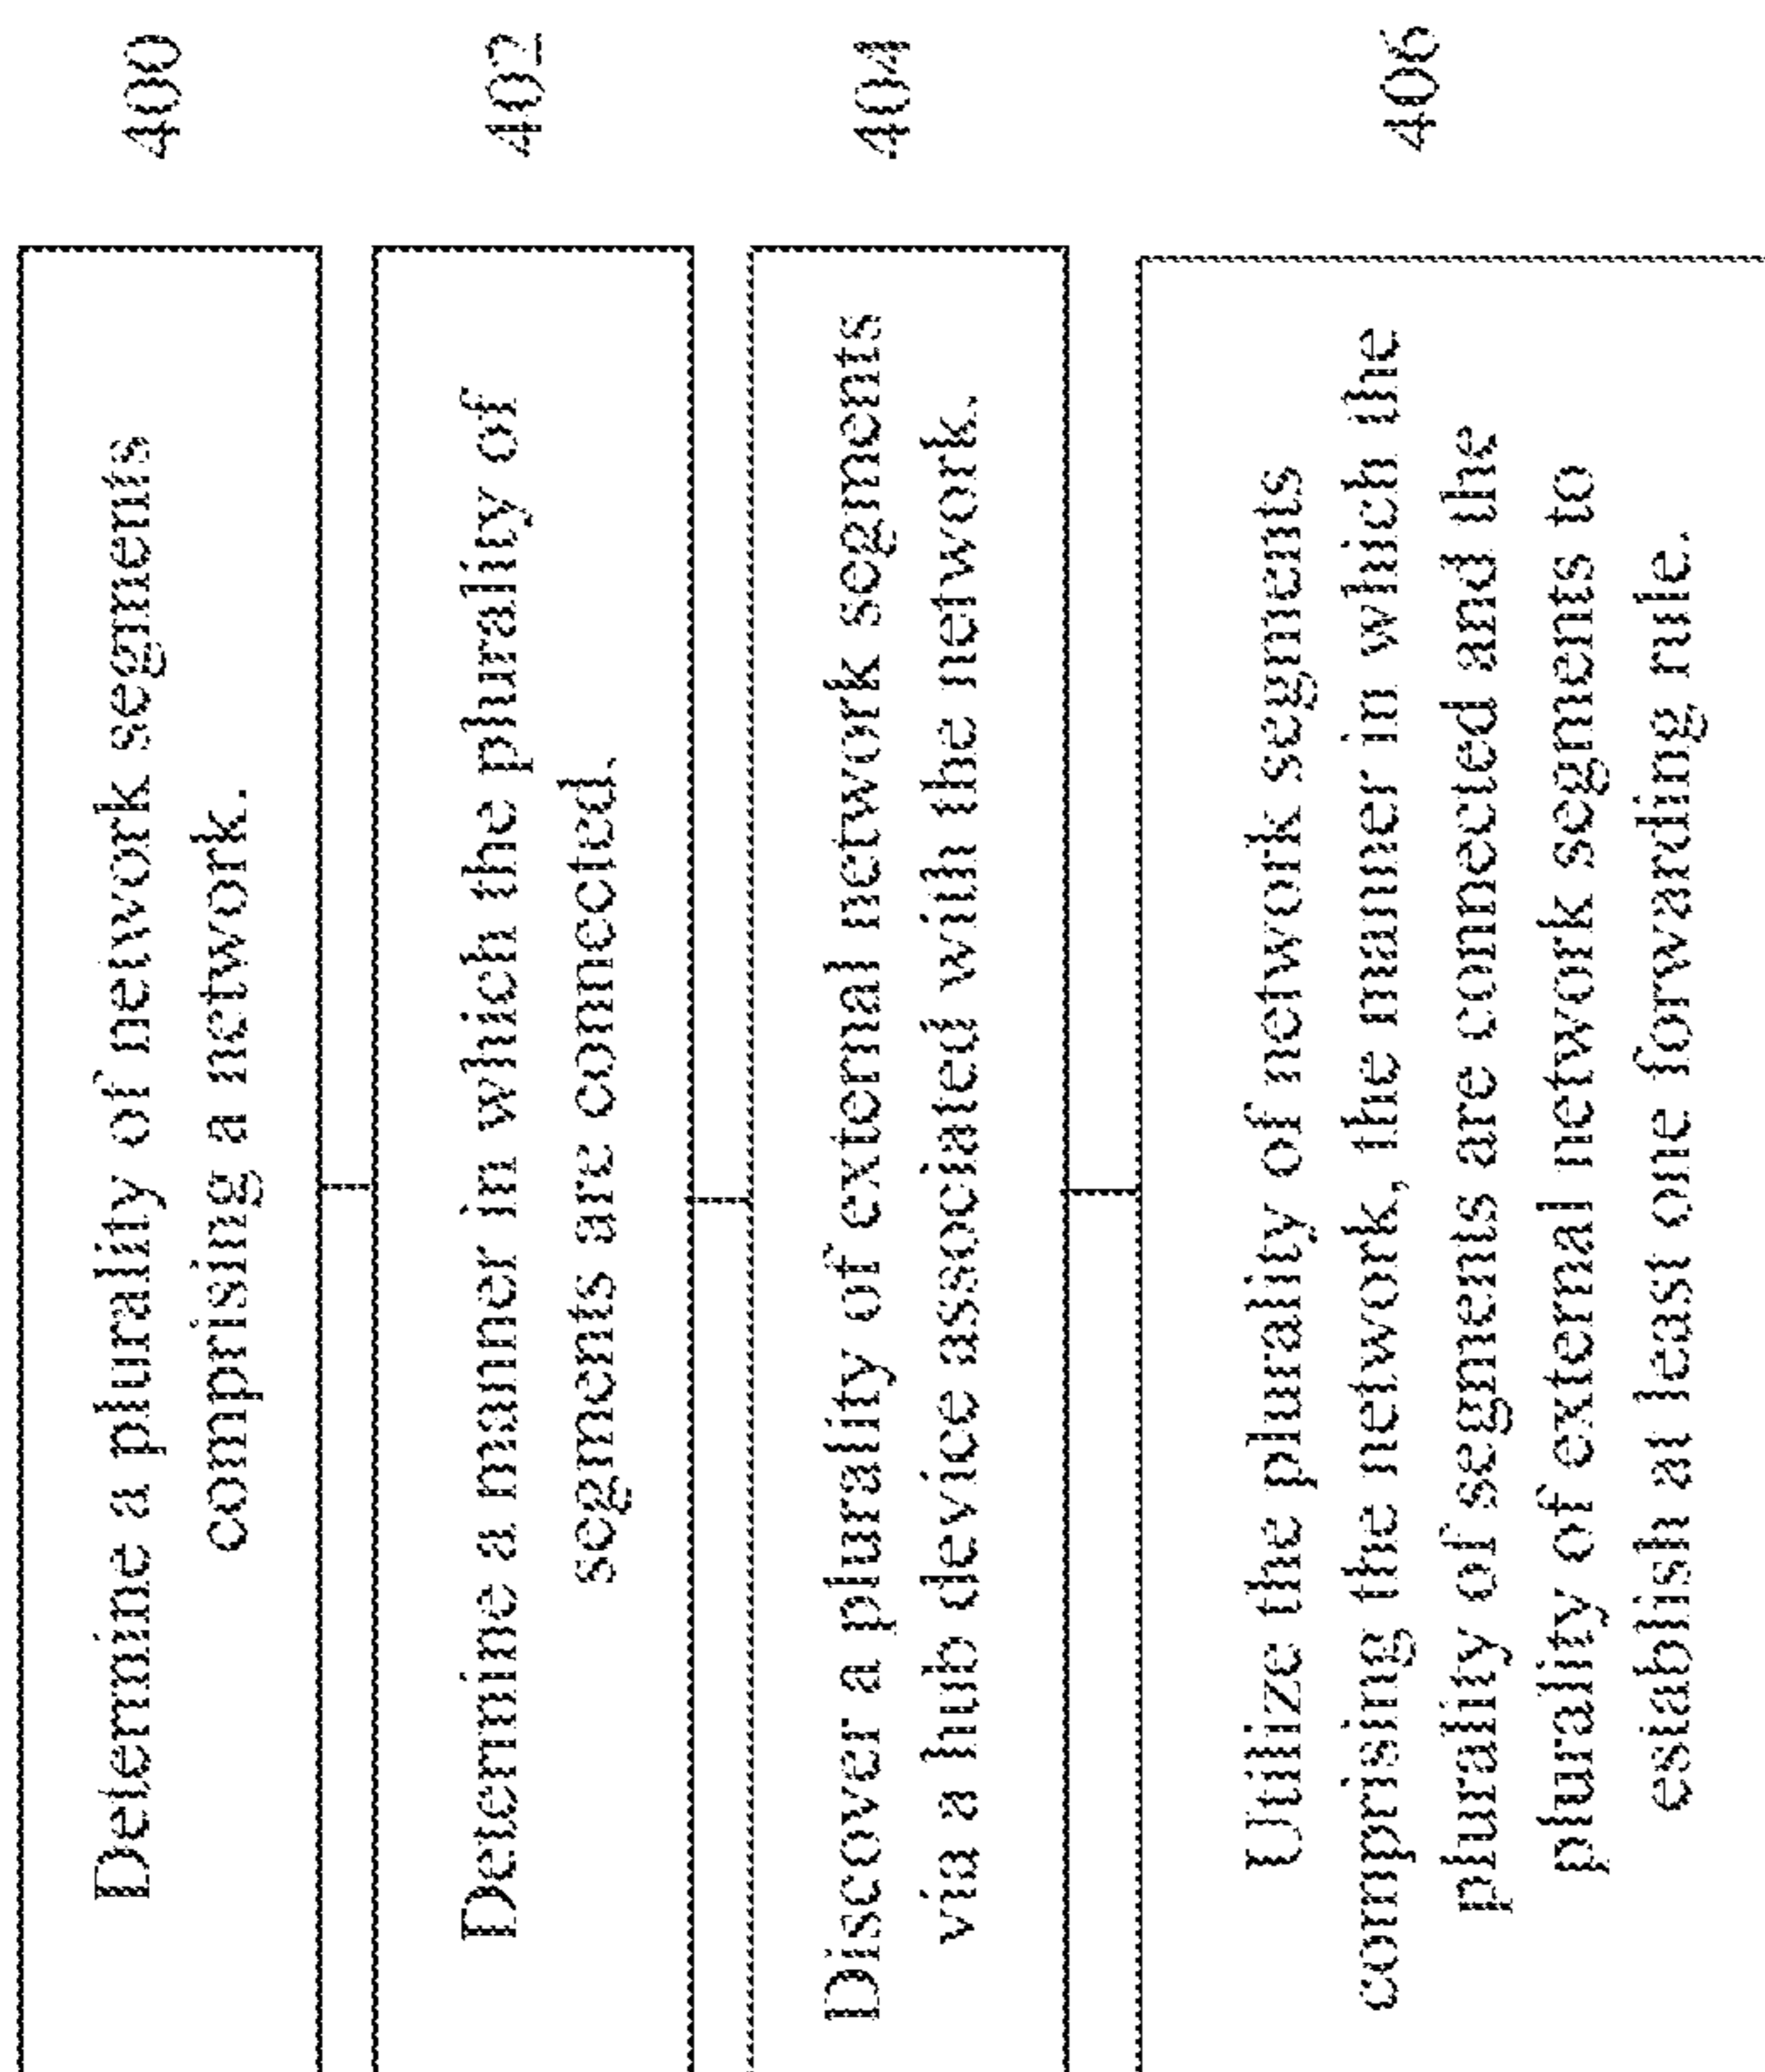 Determine a plurality of network segments
comprising a network.
400
Determine a manner in which the plurality of
segments are connected.
402
Discover a plurality of external network segments
via a hub device associated with the network.
404
Utilize the plurality of network segments
comprising the network, the manner in which the
plurality of segments are connected and the
plurality of external network segments to
establish at least one forwarding rule.
406